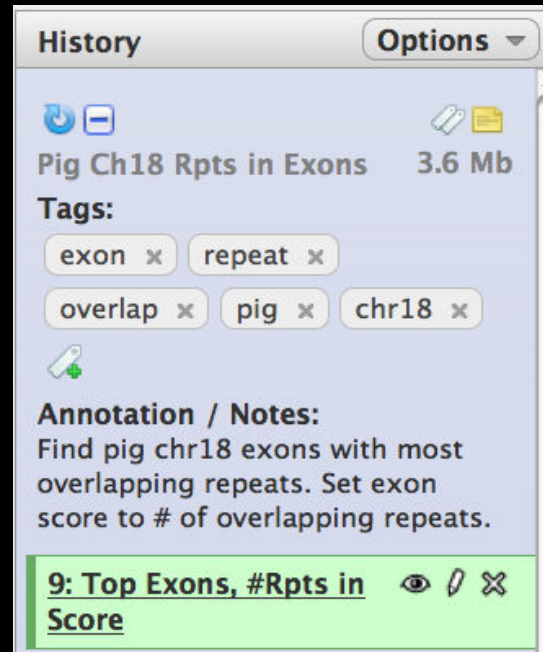 History Options
Pig Ch18 Rpts in Exons 3.6 Mb
Tags:
exon x repeat x
overlap x pig x chr18 x
Annotation / Notes:
Find pig chr18 exons with most
overlapping repeats. Set exon
score to # of overlapping repeats.
9: Top Exons, #Rpts in
Score